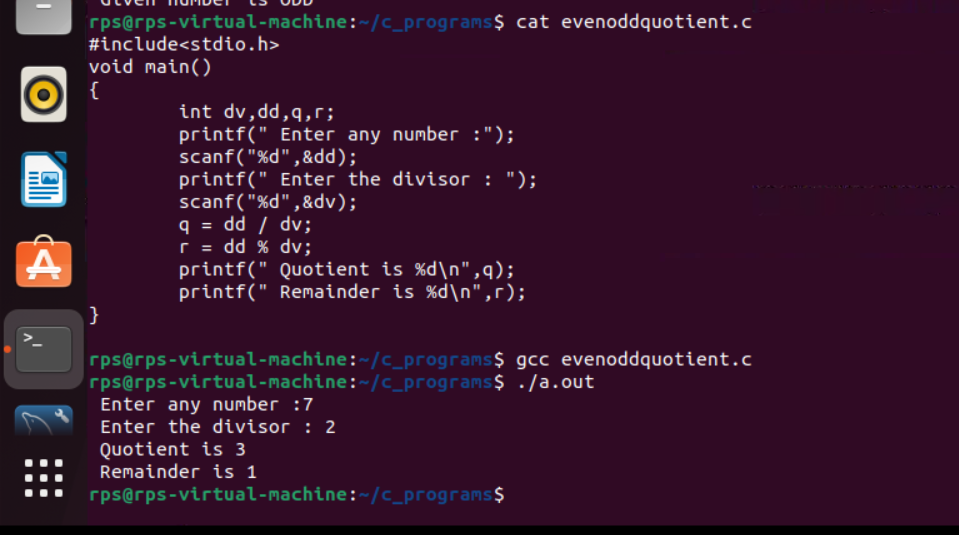 given number is ODD
rps@rps-virtual-machine:~/c_programs$ cat evenoddquotient.c
#include<stdio.h>
void main()
{
        int dv,dd,q,r;
        printf(" Enter any number :");
        scanf("%d",&dd);
        printf(" Enter the divisor : ");
        scanf("%d",&dv);
        q = dd / dv;
        r = dd % dv;
        printf(" Quotient is %d\n",q);
        printf(" Remainder is %d\n",r);
}
rps@rps-virtual-machine:~/c_programs$ gcc evenoddquotient.c
rps@rps-virtual-machine:~/c_programs$ ./a.out
 Enter any number :7
 Enter the divisor : 2
 Quotient is 3
 Remainder is 1
rps@rps-virtual-machine:~/c_programs$